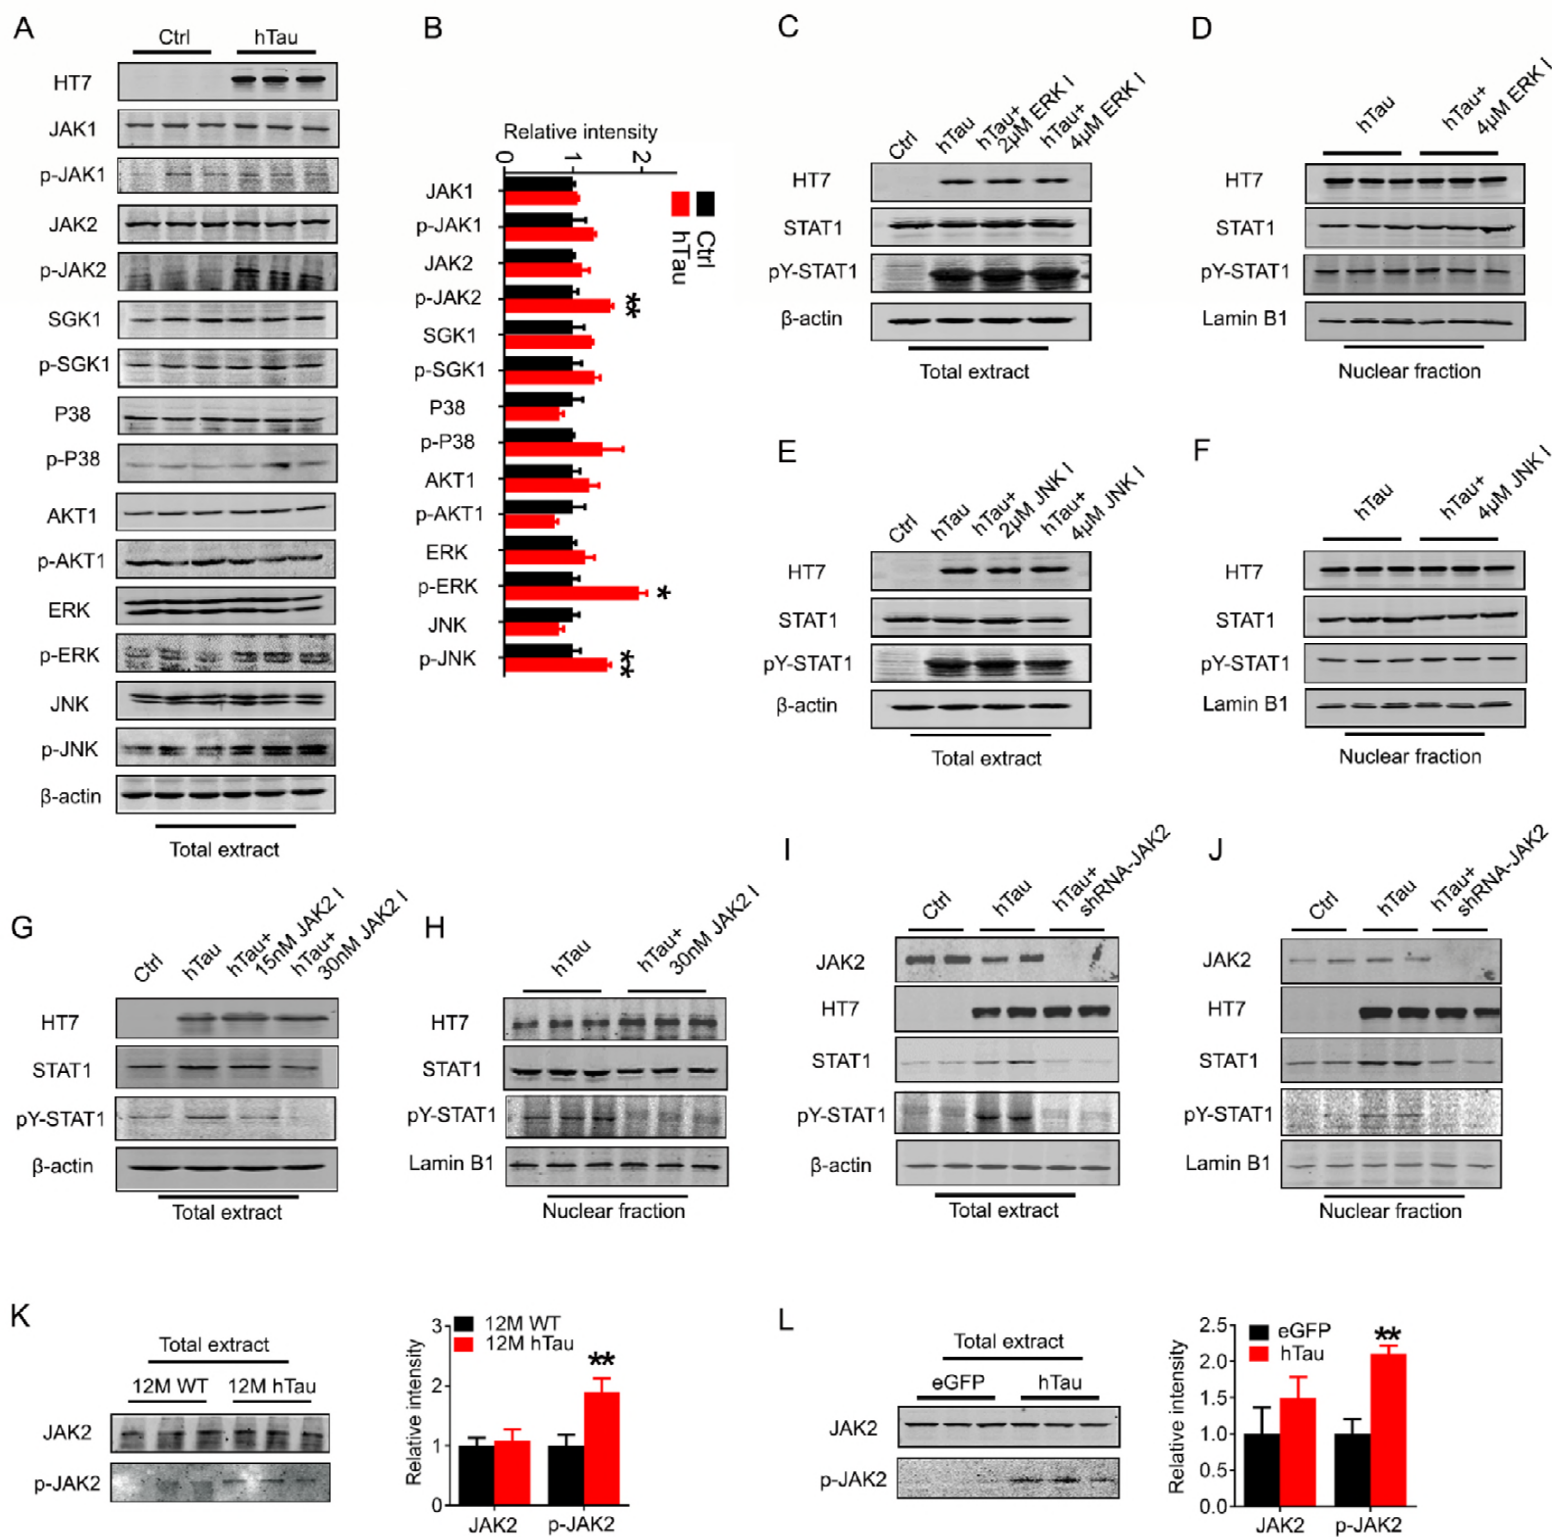 A
Ctrl hTau
HT7
JAK1
p-JAK1
JAK2
p-JAK2
SGK1
p-SGK1
P38
p-P38
AKT1
p-AKT1
ERK
p-ERK
JNK
p-JNK
β-actin
Total extract
B
Relative intensity
0 1 2
JAK1
p-JAK1
JAK2
p-JAK2 **
SGK1
p-SGK1
P38
p-P38
AKT1
p-AKT1
ERK
p-ERK *
JNK
p-JNK **
Ctrl
hTau
C
Ctrl
hTau
hTau+
2µM ERK I
hTau+
4µM ERK I
HT7
STAT1
pY-STAT1
β-actin
Total extract
D
hTau
hTau+
4µM ERK I
HT7
STAT1
pY-STAT1
Lamin B1
Nuclear fraction
E
Ctrl
hTau
hTau+
2µM JNK I
hTau+
4µM JNK I
HT7
STAT1
pY-STAT1
β-actin
Total extract
F
hTau
hTau+
4µM JNK I
HT7
STAT1
pY-STAT1
Lamin B1
Nuclear fraction
G
Ctrl
hTau
hTau+
15nM JAK2 I
hTau+
30nM JAK2 I
HT7
STAT1
pY-STAT1
β-actin
Total extract
H
hTau
hTau+
30nM JAK2 I
HT7
STAT1
pY-STAT1
Lamin B1
Nuclear fraction
I
Ctrl
hTau
hTau+
shRNA-JAK2
JAK2
HT7
STAT1
pY-STAT1
β-actin
Total extract
J
Ctrl
hTau
hTau+
shRNA-JAK2
JAK2
HT7
STAT1
pY-STAT1
Lamin B1
Nuclear fraction
K
Total extract
12M WT 12M hTau
JAK2
p-JAK2
Relative intensity
3
2
1
0
12M WT
12M hTau
**
JAK2 p-JAK2
L
Total extract
eGFP hTau
JAK2
p-JAK2
Relative intensity
2.5
2.0
1.5
1.0
0.5
0.0
eGFP
hTau
**
JAK2 p-JAK2